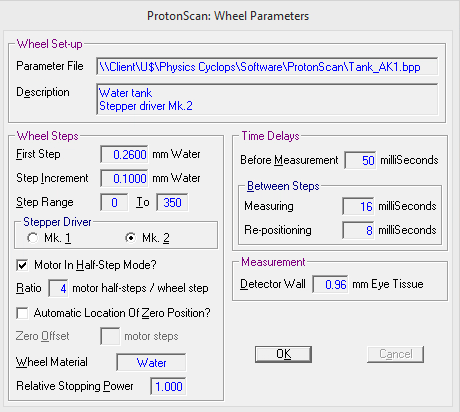 ProtonScan: Wheel Parameters
Wheel Set-up
Parameter File \\Client\U$\Physics Cyclops\Software\ProtonScan\Tank_AK1.bpp
Description Water tank
Stepper driver Mk.2
Wheel Steps
First Step 0.2600 mm Water
Step Increment 0.1000 mm Water
Step Range 0 To 350
Stepper Driver
Mk. 1 Mk. 2
Motor In Half-Step Mode?
Ratio 4 motor half-steps / wheel step
Automatic Location Of Zero Position?
Zero Offset motor steps
Wheel Material Water
Relative Stopping Power 1.000
Time Delays
Before Measurement 50 milliSeconds
Between Steps
Measuring 16 milliSeconds
Re-positioning 8 milliSeconds
Measurement
Detector Wall 0.96 mm Eye Tissue
OK Cancel